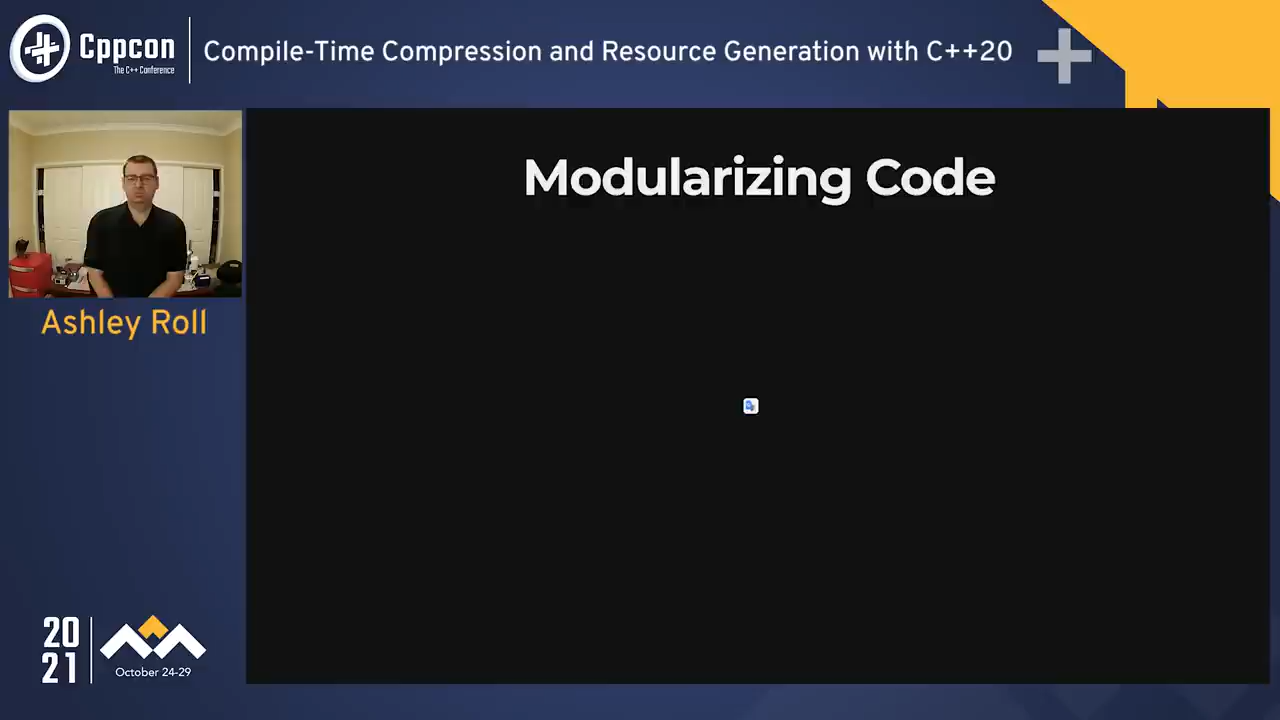 Cppcon
The C++ Conference
Compile-Time Compression and Resource Generation with C++20
Modularizing Code
Ashley Roll
20
21
October 24-29